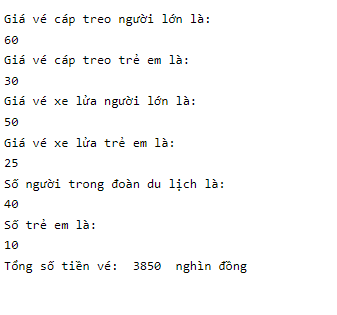 Giá vé cáp treo người lớn là:
60
Giá vé cáp treo trẻ em là:
30
Giá vé xe lửa người lớn là:
50
Giá vé xe lửa trẻ em là:
25
Số người trong đoàn du lịch là:
40
Số trẻ em là:
10
Tổng số tiền vé:  3850  nghìn đồng